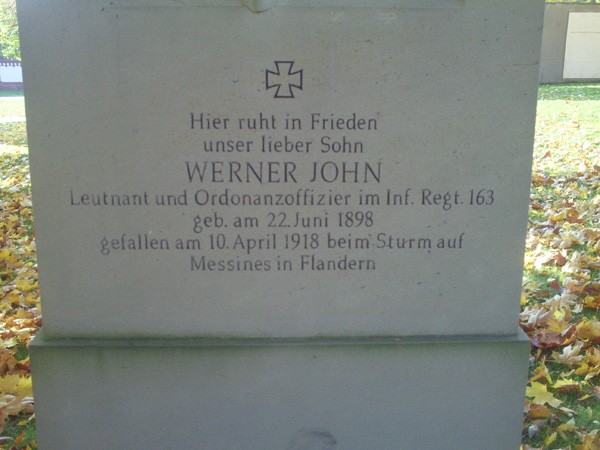 Hier ruht in Frieden
unser lieber Sohn
WERNER JOHN
Leutnant und Ordonanzoffizier im Inf. Regt. 163
geb. am 22. Juni 1898
gefallen am 10. April 1918 beim Sturm auf
Messines in Flandern